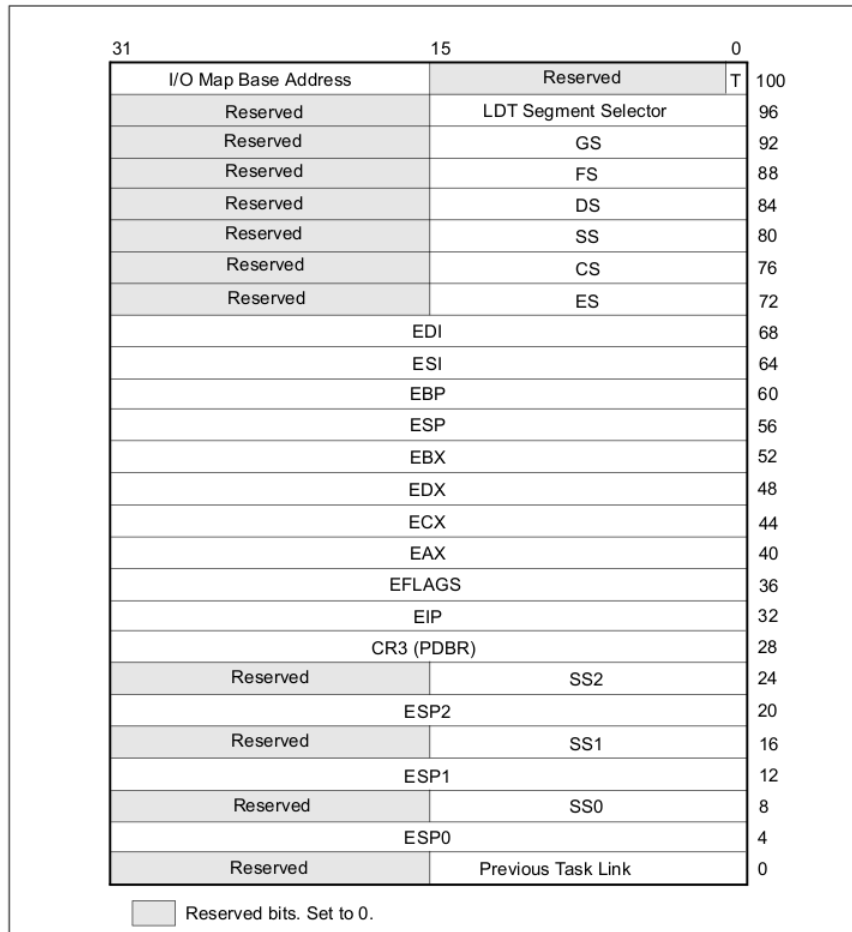 31 15 0
I/O Map Base Address Reserved T 100
Reserved LDT Segment Selector 96
Reserved GS 92
Reserved FS 88
Reserved DS 84
Reserved SS 80
Reserved CS 76
Reserved ES 72
EDI 68
ESI 64
EBP 60
ESP 56
EBX 52
EDX 48
ECX 44
EAX 40
EFLAGS 36
EIP 32
CR3 (PDBR) 28
Reserved SS2 24
ESP2 20
Reserved SS1 16
ESP1 12
Reserved SS0 8
ESP0 4
Reserved Previous Task Link 0
Reserved bits. Set to 0.